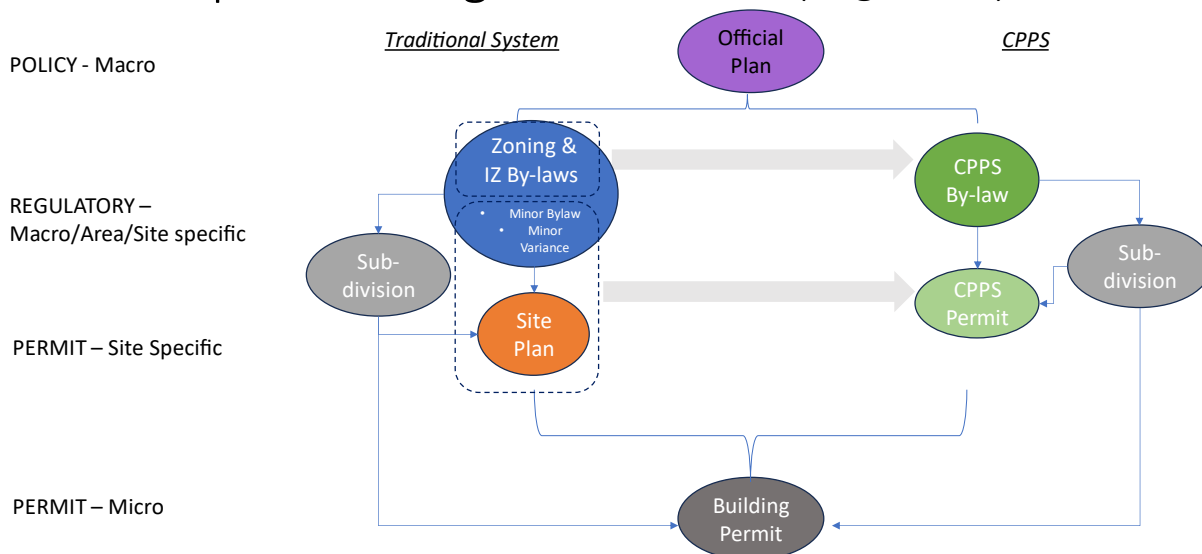 Traditional System
Official
Plan
CPPS
POLICY - Macro
Zoning &
IZ By-laws
CPPS
By-law
• Minor Bylaw
• Minor
Variance
REGULATORY –
Macro/Area/Site specific
Sub-
division
Sub-
division
CPPS
Permit
Site
Plan
PERMIT – Site Specific
PERMIT – Micro
Building
Permit